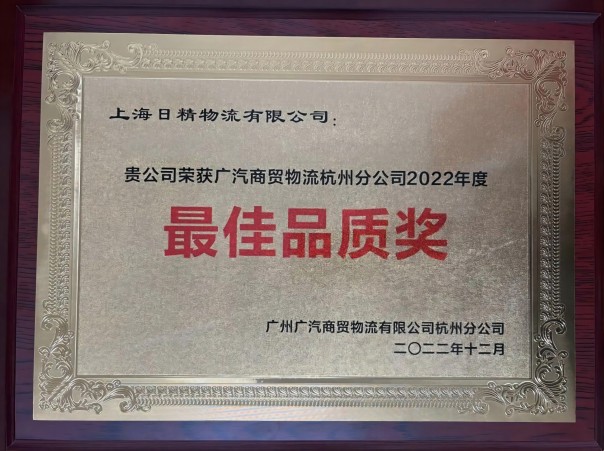 上海日精物流有限公司：
贵公司荣获广汽商贸物流杭州分公司2022年度
最佳品质奖
广州广汽商贸物流有限公司杭州分公司
二〇二二年十二月